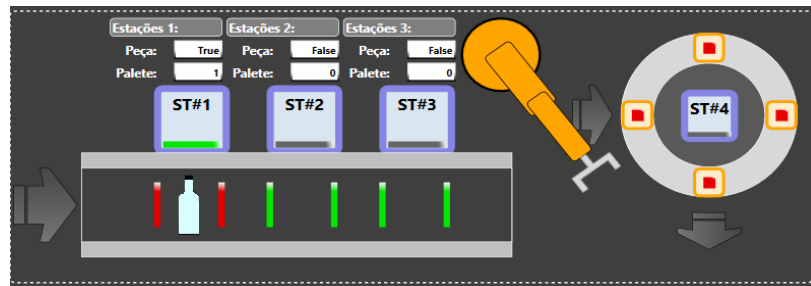 Estações 1: Estações 2: Estações 3:
Peça: True Peça: False Peça: False
Palete: 1 Palete: 0 Palete: 0
ST#1 ST#2 ST#3 ST#4